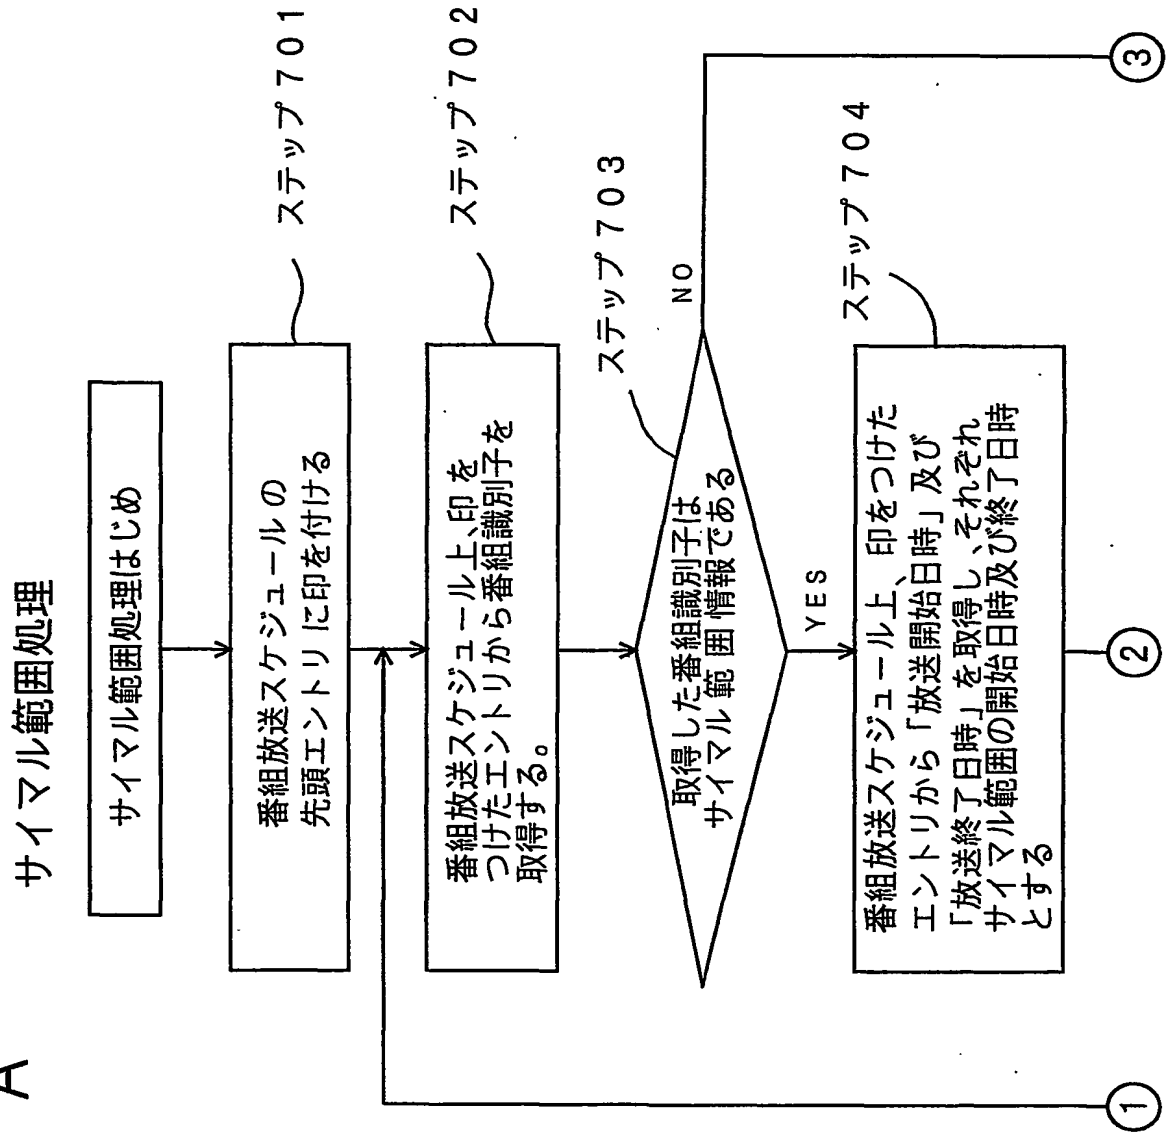 A
サイマル範囲処理
サイマル範囲処理はじめ
ステップ７０１
番組放送スケジュールの
先頭エントリに印を付ける
ステップ７０２
番組放送スケジュール上、印を
つけたエントリから番組識別子を
取得する。
ステップ７０３
取得した番組識別子は
サイマル範囲情報である
NO
YES
ステップ７０４
番組放送スケジュール上、印をつけた
エントリから「放送開始日時」及び
「放送終了日時」を取得し、それぞれ
サイマル範囲の開始日時及び終了日時
とする
①
②
③